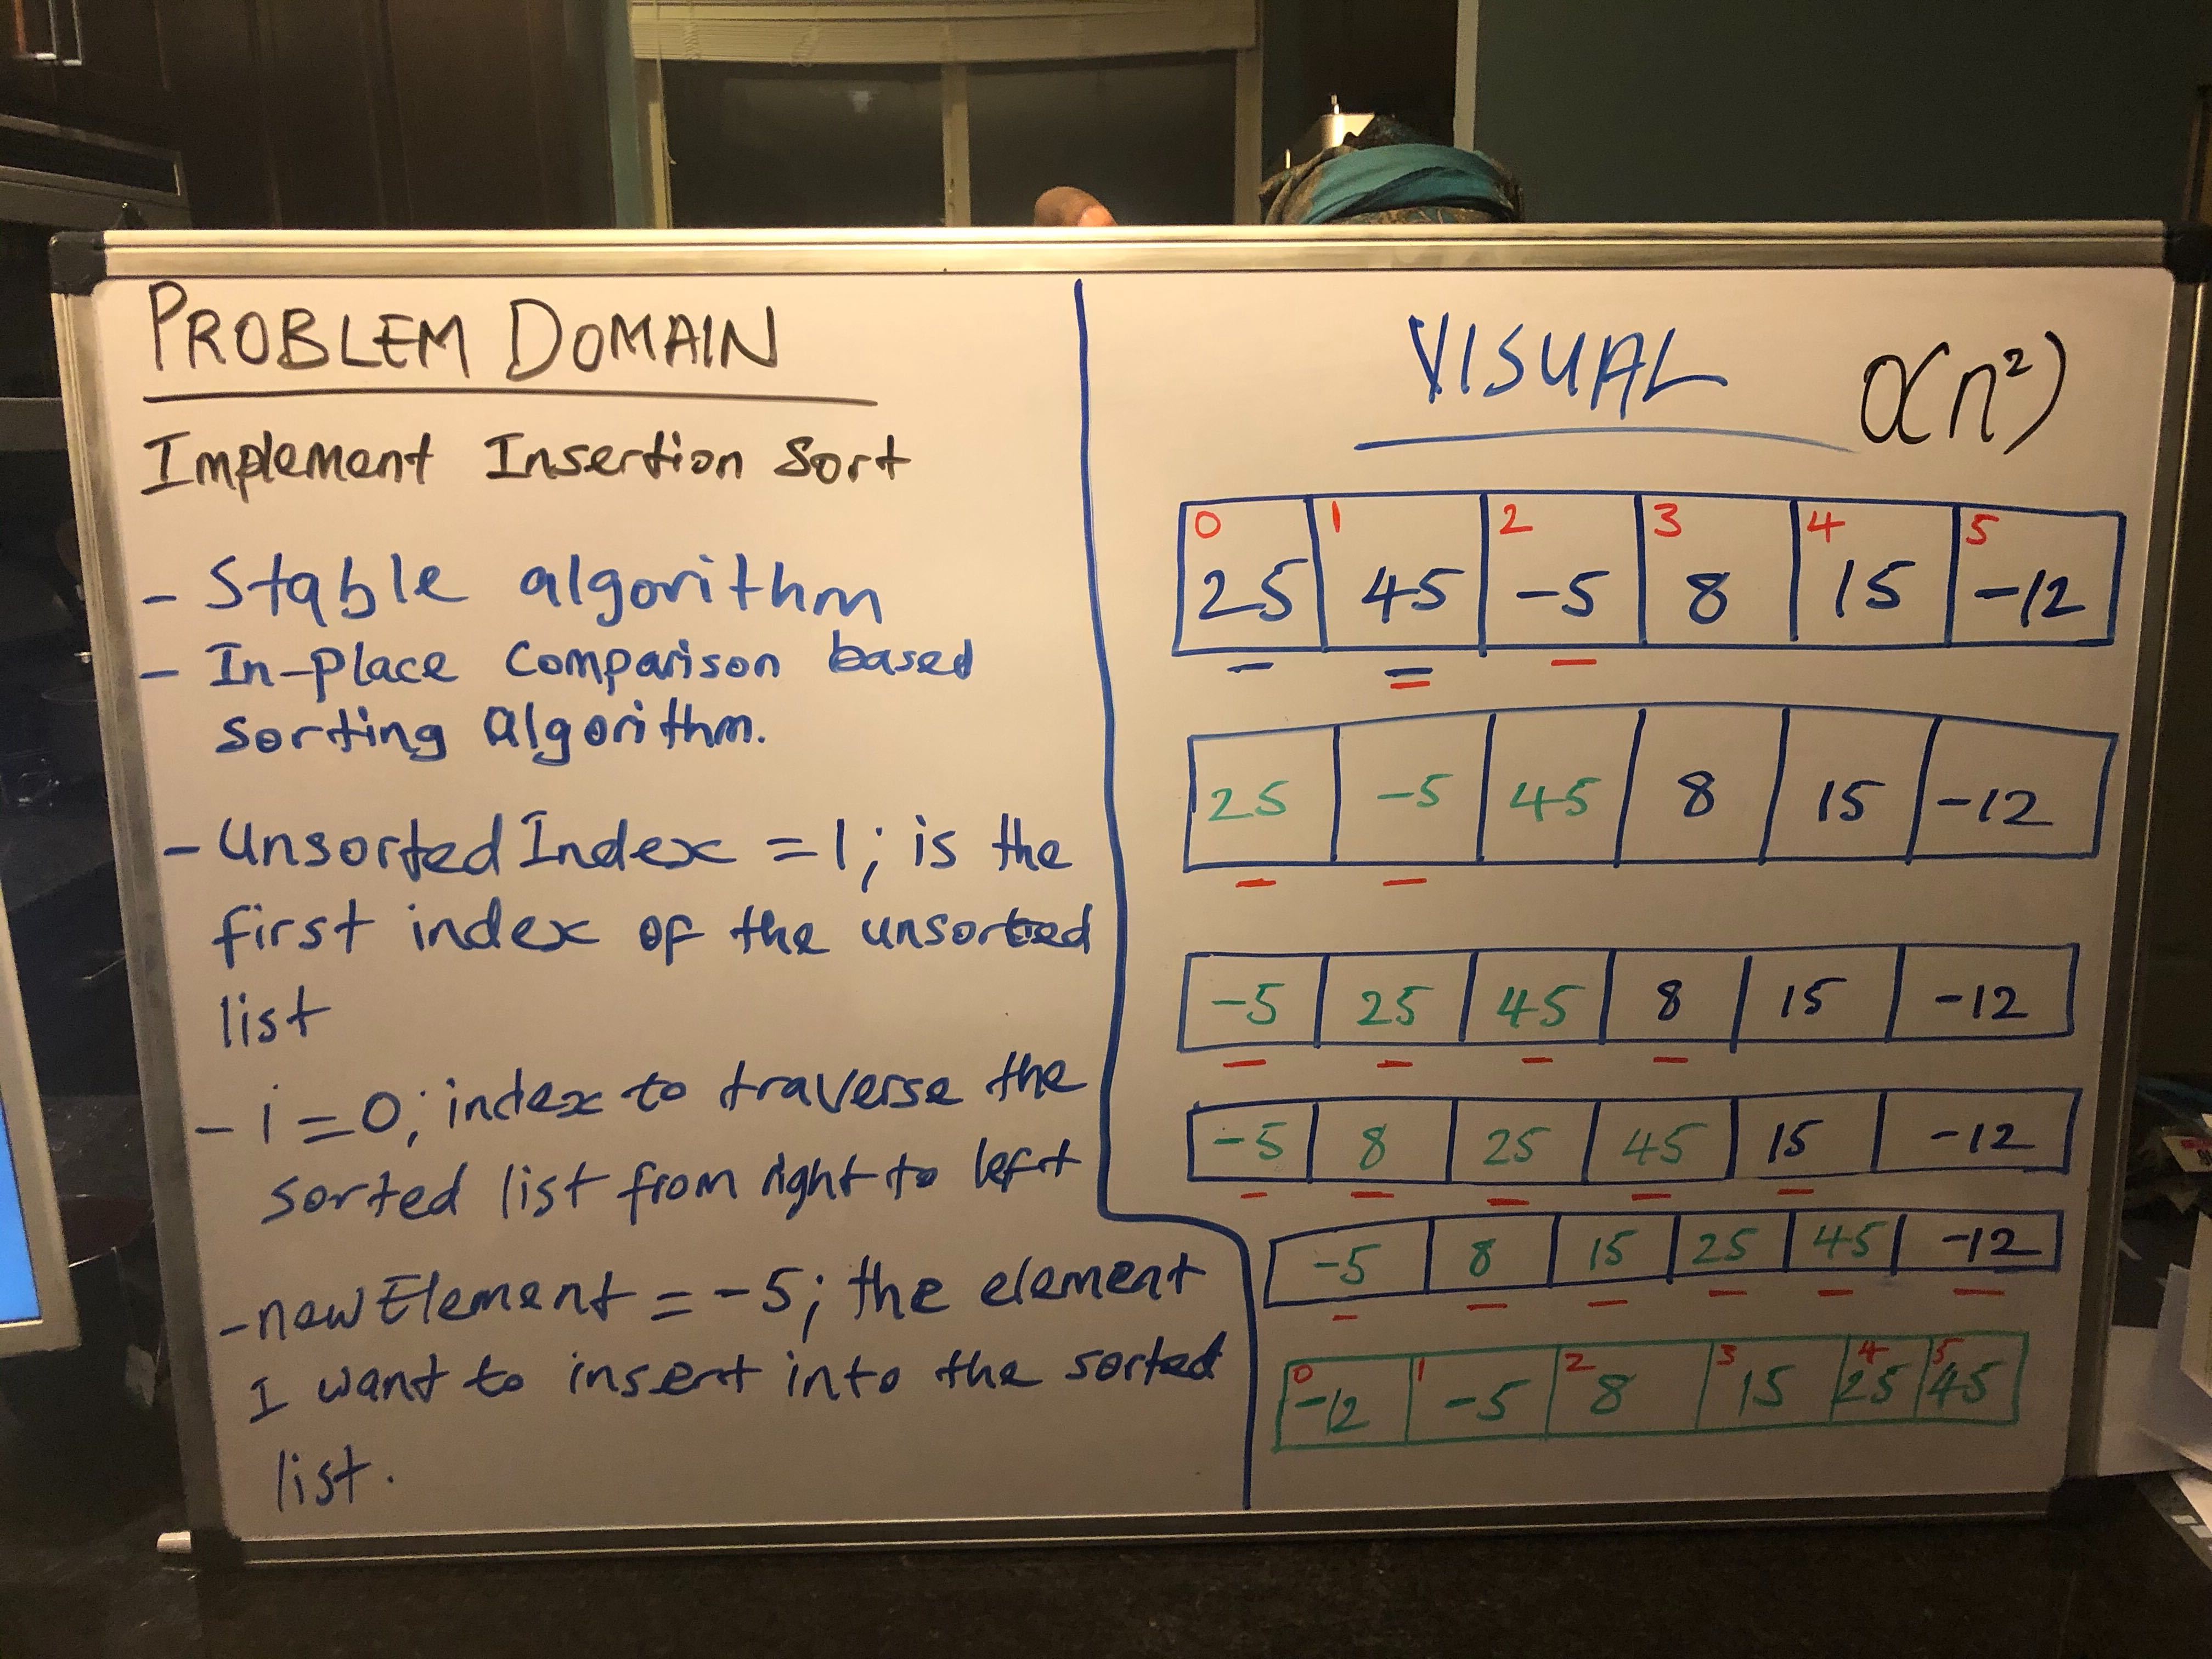 PROBLEM DOMAIN
Implement Insertion Sort
- Stable algorithm
- In-place Comparison based
sorting Algorithm.
- UnsortedIndex = 1; is the
first index of the unsorted
list
- i = 0; index to traverse the
sorted list from right to left
- newElement = -5; the element
I want to insert into the sorted
list.
VISUAL O(n²)
0 1 2 3 4 5
25 45 -5 8 15 -12
25 -5 45 8 15 -12
-5 25 45 8 15 -12
-5 8 25 45 15 -12
-5 8 15 25 45 -12
0 1 2 3 4 5
-12 -5 8 15 25 45